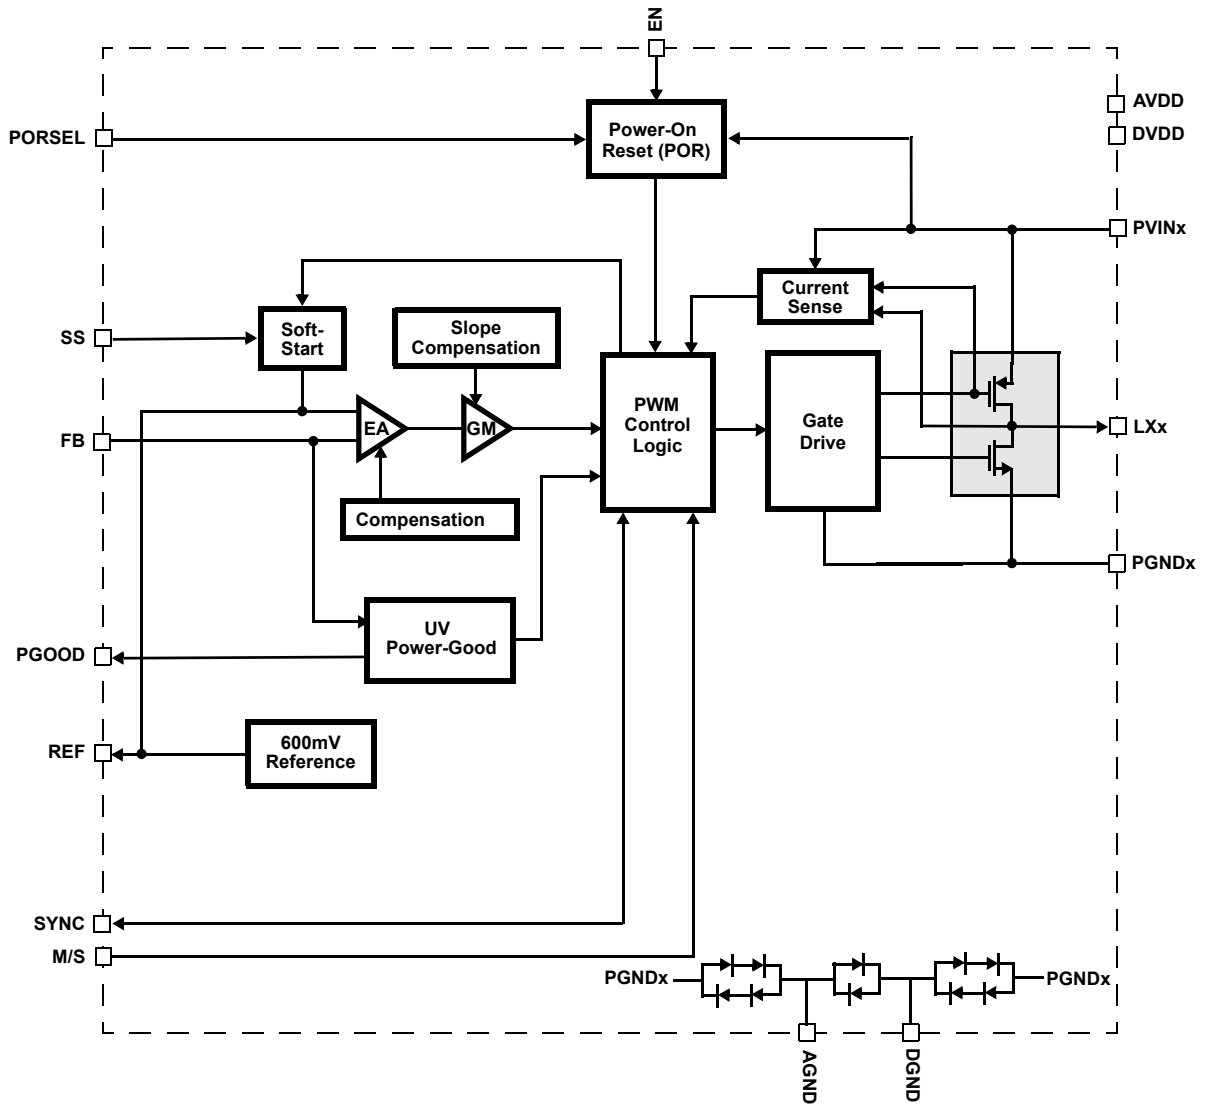 EN
AVDD
DVDD
PORSEL
Power-On
Reset (POR)
PVINx
Current
Sense
SS
Soft-
Start
Slope
Compensation
PWM
Control
Logic
Gate
Drive
FB
EA
GM
LXx
Compensation
PGNDx
UV
Power-Good
PGOOD
REF
600mV
Reference
SYNC
M/S
PGNDx
PGNDx
AGND
DGND